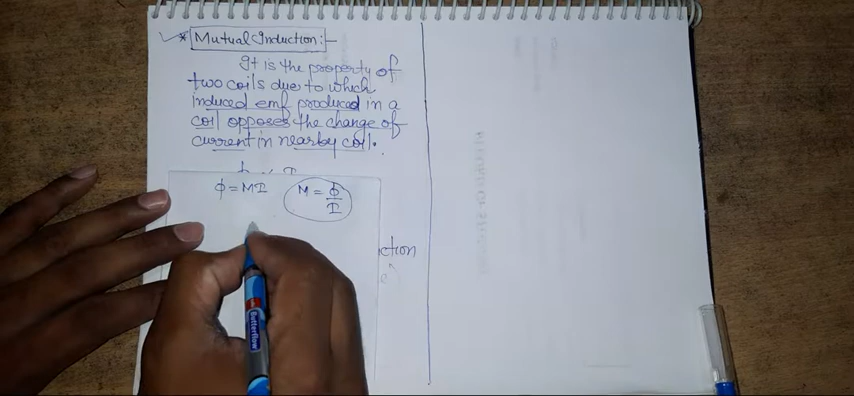 * Mutual Induction:-
It is the property of
two coils due to which
induced emf produced in a
coil opposes the change of
current in nearby coil.
ϕ = MI M = ϕ/I
ction
Butterflow